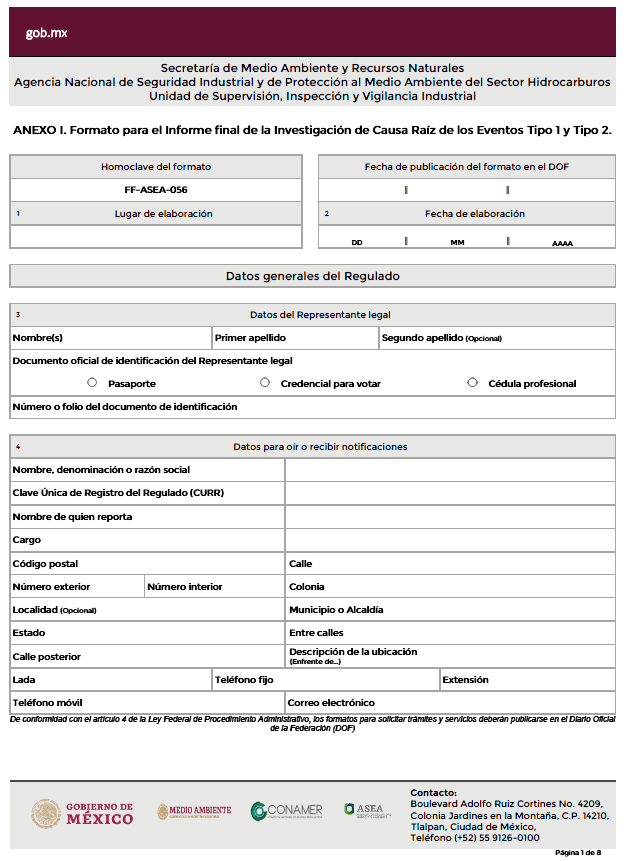 gob.mx
Secretaría de Medio Ambiente y Recursos Naturales
Agencia Nacional de Seguridad Industrial y de Protección al Medio Ambiente del Sector Hidrocarburos
Unidad de Supervisión, Inspección y Vigilancia Industrial
ANEXO I. Formato para el Informe final de la Investigación de Causa Raíz de los Eventos Tipo 1 y Tipo 2.
Homoclave del formato
FF-ASEA-056
1 Lugar de elaboración
Fecha de publicación del formato en el DOF
| |
2 Fecha de elaboración
DD | MM | AAAA
Datos generales del Regulado
3 Datos del Representante legal
Nombre(s) Primer apellido Segundo apellido (Opcional)
Documento oficial de identificación del Representante legal
Pasaporte Credencial para votar Cédula profesional
Número o folio del documento de identificación
4 Datos para oír o recibir notificaciones
Nombre, denominación o razón social
Clave Única de Registro del Regulado (CURR)
Nombre de quien reporta
Cargo
Código postal Calle
Número exterior Número interior Colonia
Localidad (Opcional) Municipio o Alcaldía
Estado Entre calles
Calle posterior Descripción de la ubicación
(Enfrente de...)
Lada Teléfono fijo Extensión
Teléfono móvil Correo electrónico
De conformidad con el artículo 4 de la Ley Federal de Procedimiento Administrativo, los formatos para solicitar trámites y servicios deberán publicarse en el Diario Oficial
de la Federación (DOF)
GOBIERNO DE
MÉXICO
MEDIO AMBIENTE
CONAMER
ASEA
Contacto:
Boulevard Adolfo Ruiz Cortines No. 4209,
Colonia Jardines en la Montaña, C.P. 14210,
Tlalpan, Ciudad de México,
Teléfono (+52) 55 9126-0100
Página 1 de 8